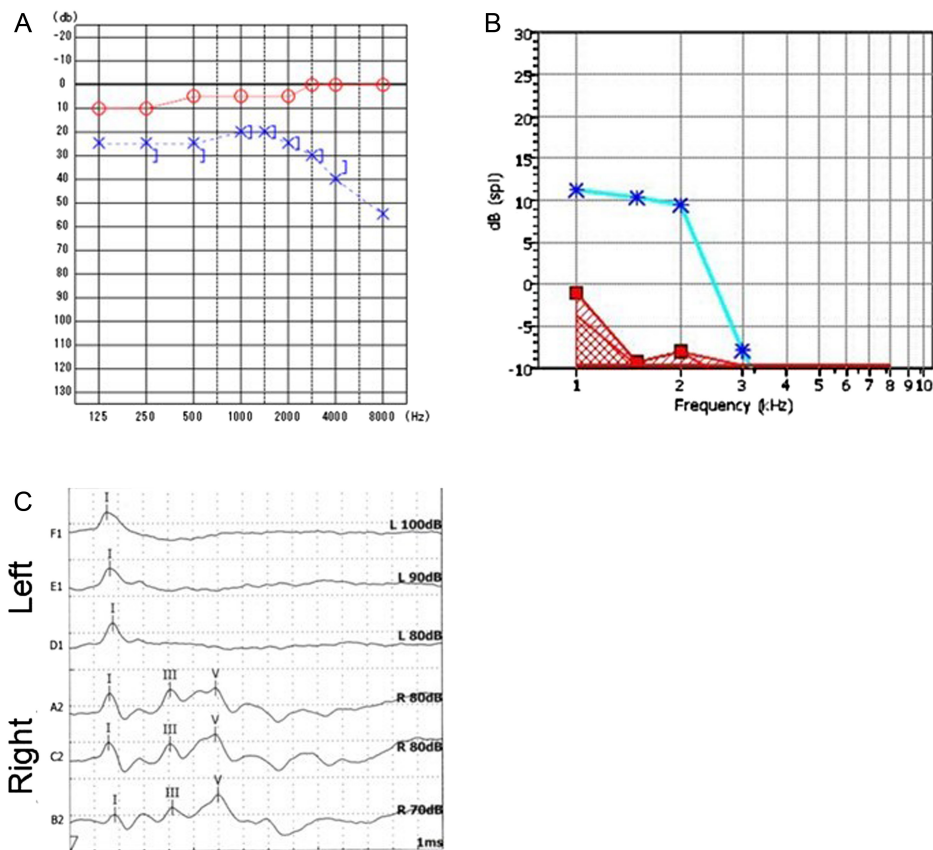 A
(db)
-20
-10
0
10
20
30
40
50
60
70
80
90
100
110
120
130
125 250 500 1000 2000 4000 8000 (Hz)
B
30
25
20
15
10
5
0
-5
-10
dB (spl)
1 2 3 4 5 6 7 8 9 10
Frequency (kHz)
C
Left
Right
I
F1 L 100dB
I
E1 L 90dB
I
D1 L 80dB
I III V
A2 R 80dB
I III V
C2 R 80dB
I III V
B2 R 70dB
1ms